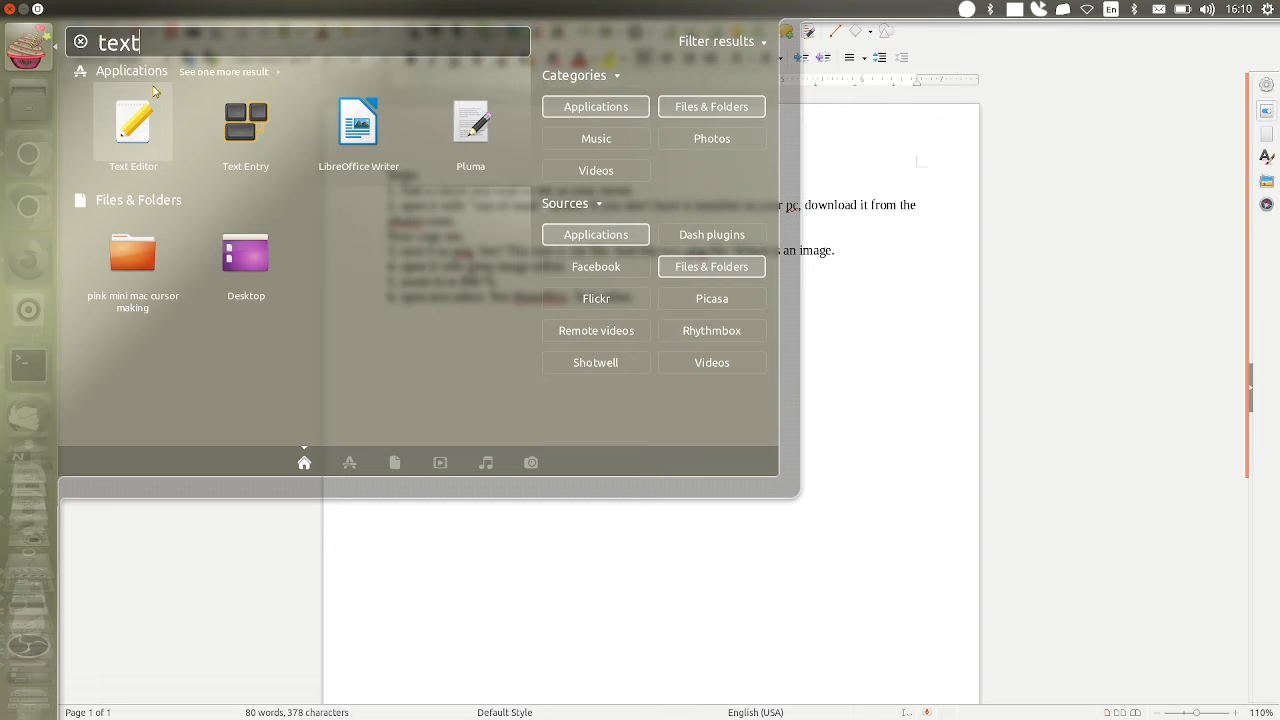 En
16:10
text
Filter results
Applications
See one more result
Text Editor
Text Entry
LibreOffice Writer
Pluma
Files & Folders
pink mini mac cursor
making
Desktop
Categories
Applications
Files & Folders
Music
Photos
Videos
Sources
Applications
Dash plugins
Facebook
Files & Folders
Flickr
Picasa
Remote videos
Rhythmbox
Shotwell
Videos
pc, download it from the
is an image.
Page 1 of 1
80 words, 378 characters
Default Style
English (USA)
110%